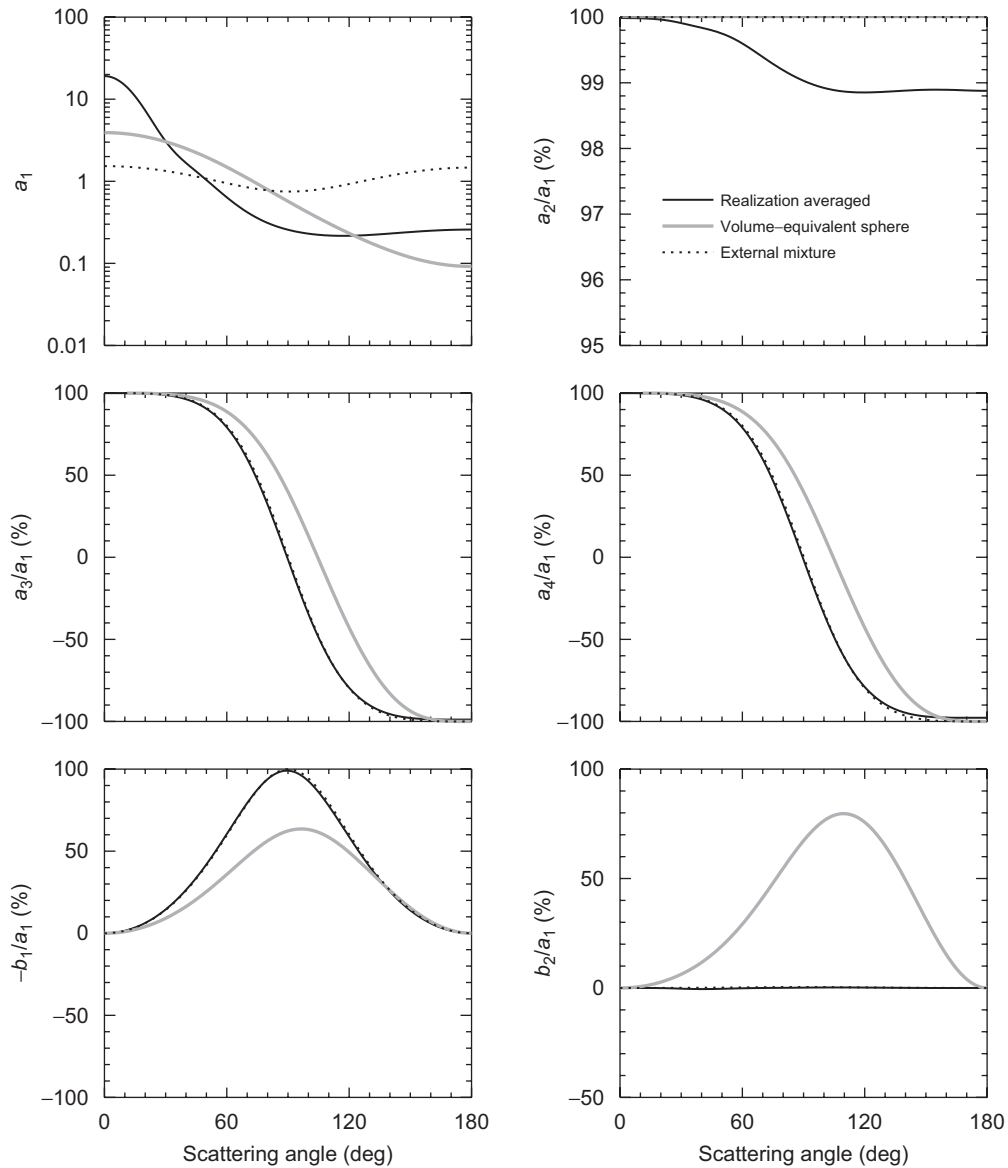 100
10
1
0.1
0.01
a1
100
99
98
97
96
95
a2/a1 (%)
Realization averaged
Volume–equivalent sphere
External mixture
100
50
0
–50
–100
a3/a1 (%)
100
50
0
–50
–100
a4/a1 (%)
100
50
0
–50
–100
–b1/a1 (%)
0 60 120 180
Scattering angle (deg)
100
50
0
–50
b2/a1 (%)
0 60 120 180
Scattering angle (deg)